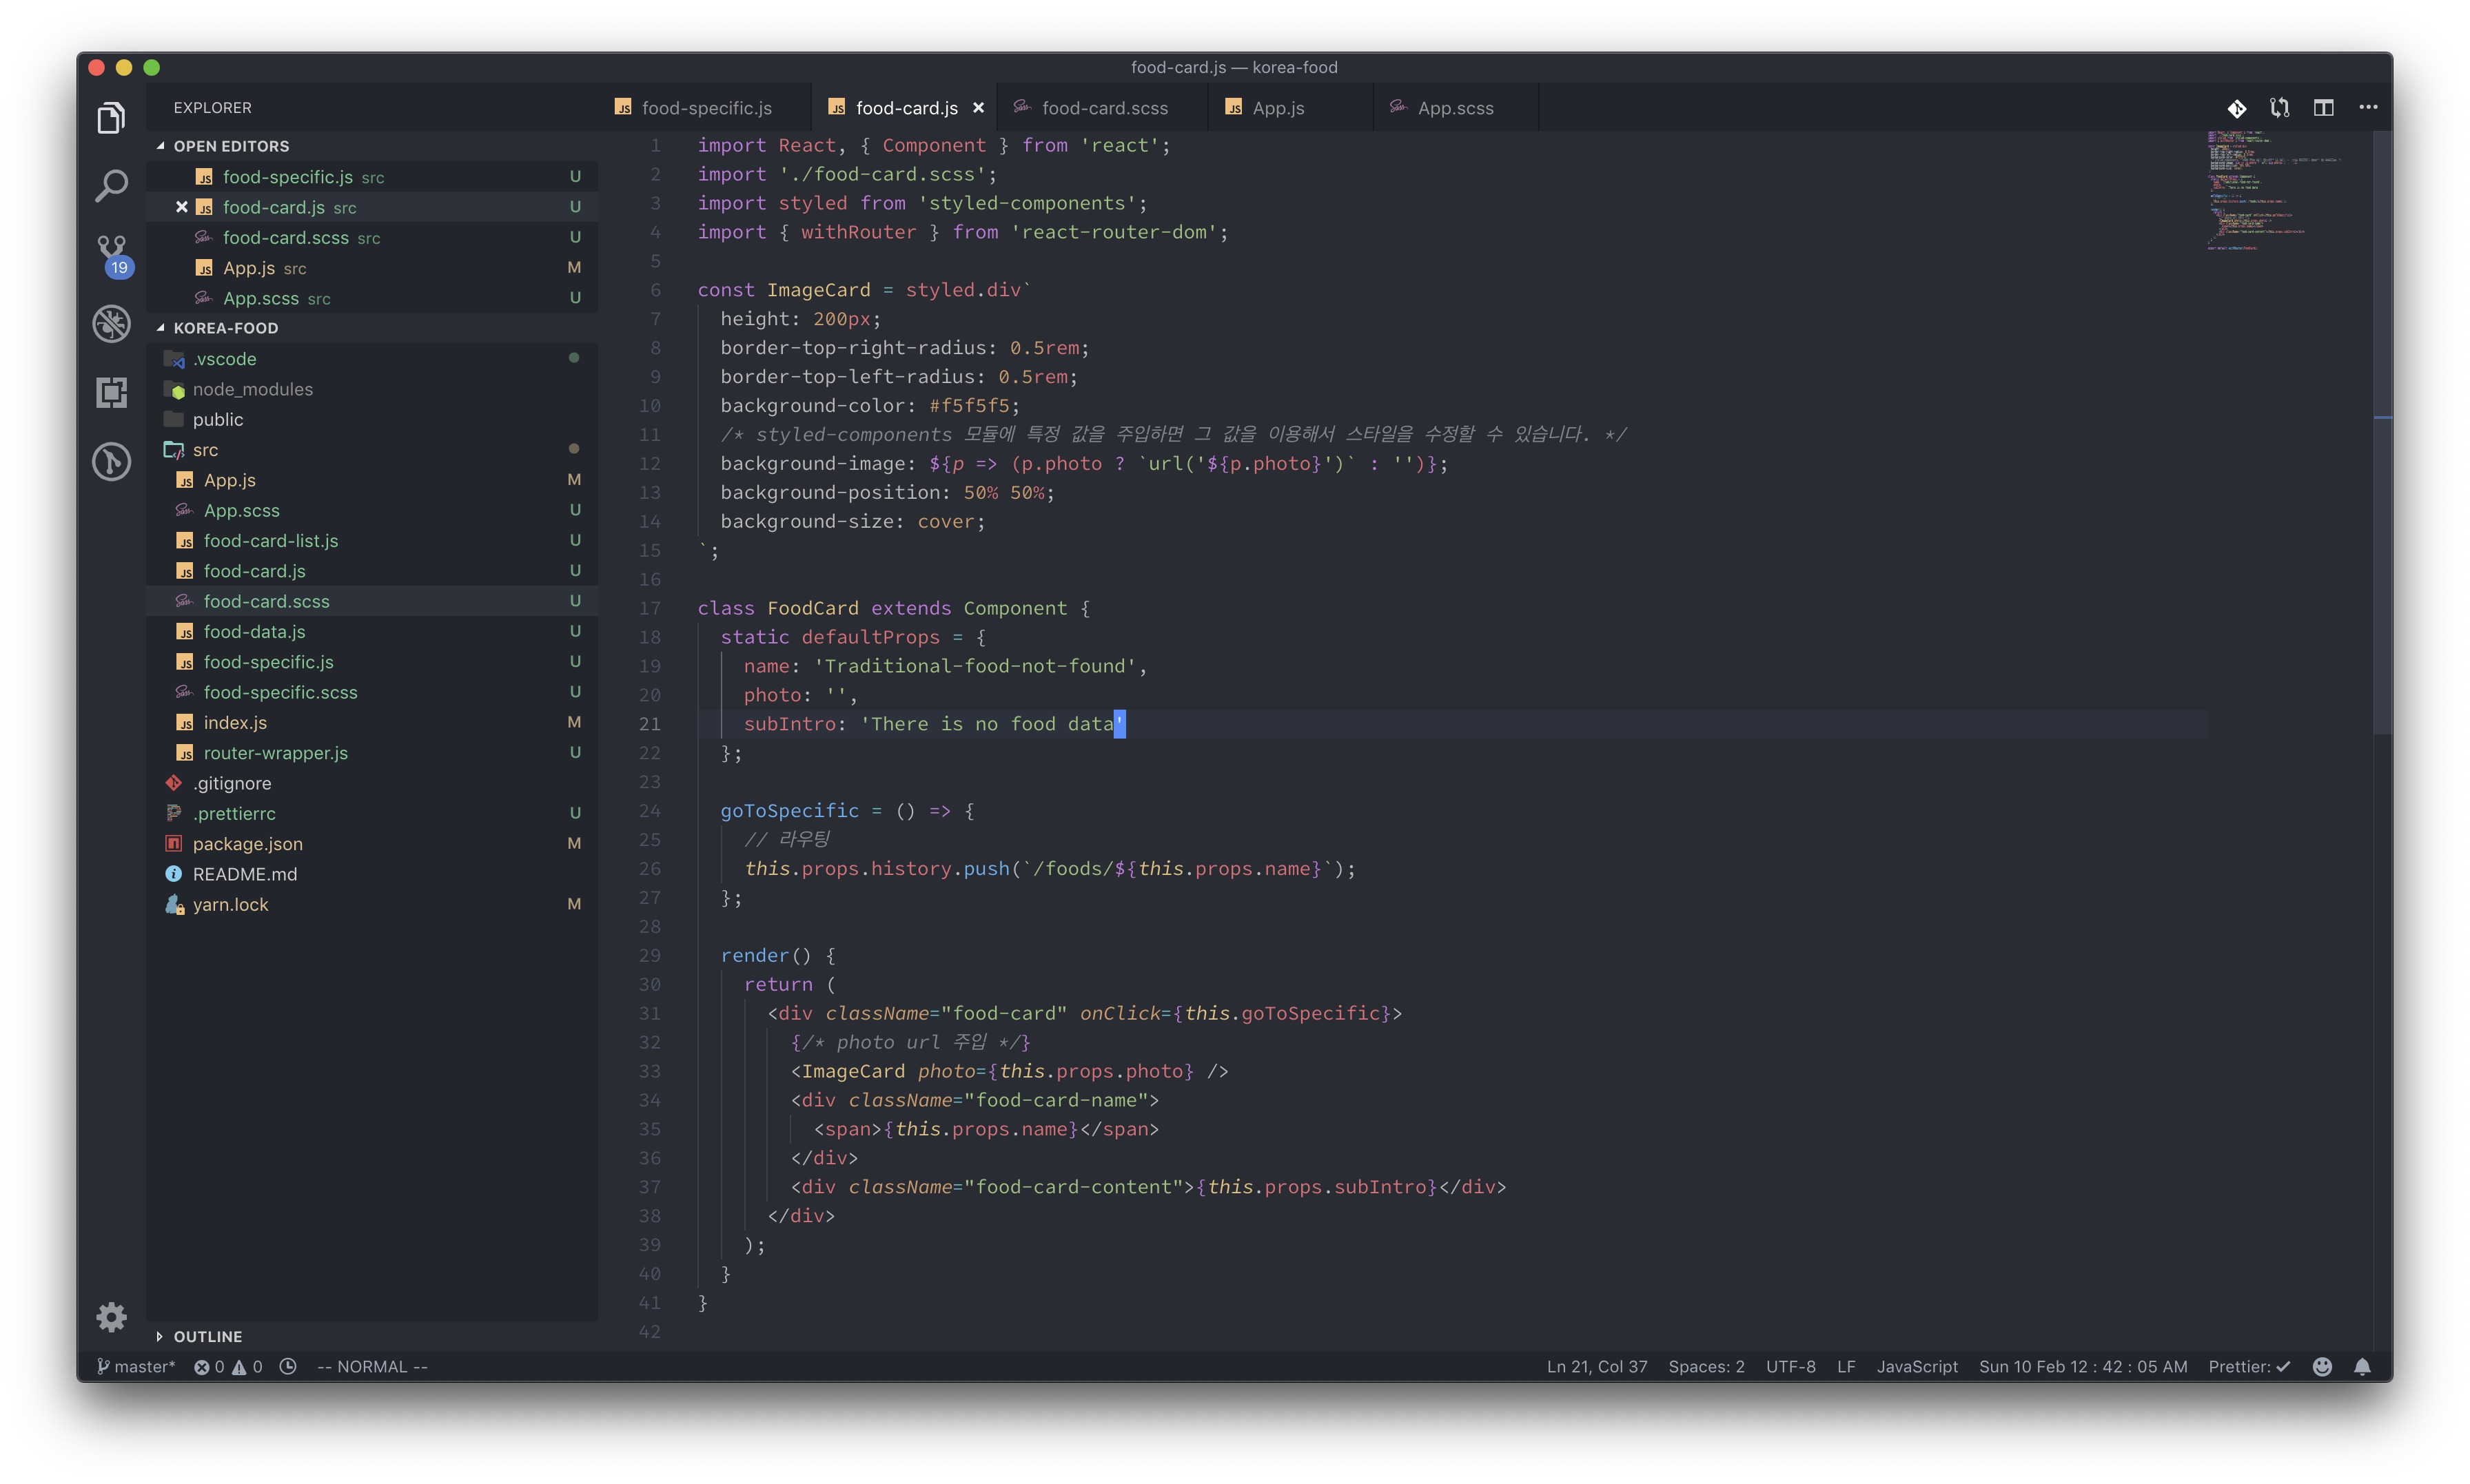 food-card.js — korea-food
EXPLORER
OPEN EDITORS
food-specific.js src U
food-card.js src U
food-card.scss src U
App.js src M
App.scss src U
KOREA-FOOD
.vscode
node_modules
public
src
App.js M
App.scss U
food-card-list.js U
food-card.js U
food-card.scss U
food-data.js U
food-specific.js U
food-specific.scss U
index.js M
router-wrapper.js U
.gitignore
.prettierrc U
package.json M
README.md
yarn.lock M
OUTLINE
19
food-specific.js food-card.js food-card.scss App.js App.scss
1 import React, { Component } from 'react';
2 import './food-card.scss';
3 import styled from 'styled-components';
4 import { withRouter } from 'react-router-dom';
5
6 const ImageCard = styled.div`
7 height: 200px;
8 border-top-right-radius: 0.5rem;
9 border-top-left-radius: 0.5rem;
10 background-color: #f5f5f5;
11 /* styled-components 모듈에 특정 값을 주입하면 그 값을 이용해서 스타일을 수정할 수 있습니다. */
12 background-image: ${p => (p.photo ? `url('${p.photo}')` : '')};
13 background-position: 50% 50%;
14 background-size: cover;
15 `;
16
17 class FoodCard extends Component {
18 static defaultProps = {
19 name: 'Traditional-food-not-found',
20 photo: '',
21 subIntro: 'There is no food data'
22 };
23
24 goToSpecific = () => {
25 // 라우팅
26 this.props.history.push(`/foods/${this.props.name}`);
27 };
28
29 render() {
30 return (
31 <div className="food-card" onClick={this.goToSpecific}>
32 {/* photo url 주입 */}
33 <ImageCard photo={this.props.photo} />
34 <div className="food-card-name">
35 <span>{this.props.name}</span>
36 </div>
37 <div className="food-card-content">{this.props.subIntro}</div>
38 </div>
39 );
40 }
41 }
42
master* 0 0 -- NORMAL -- Ln 21, Col 37 Spaces: 2 UTF-8 LF JavaScript Sun 10 Feb 12 : 42 : 05 AM Prettier: ✓